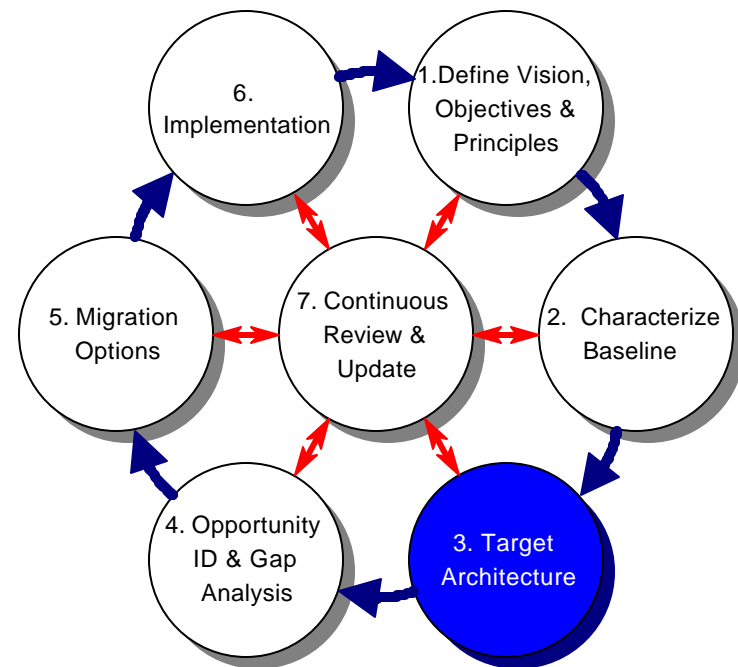 1.Define Vision,
Objectives &
Principles
2. Characterize
Baseline
3. Target
Architecture
4. Opportunity
ID & Gap
Analysis
5. Migration
Options
6.
Implementation
7. Continuous
Review &
Update